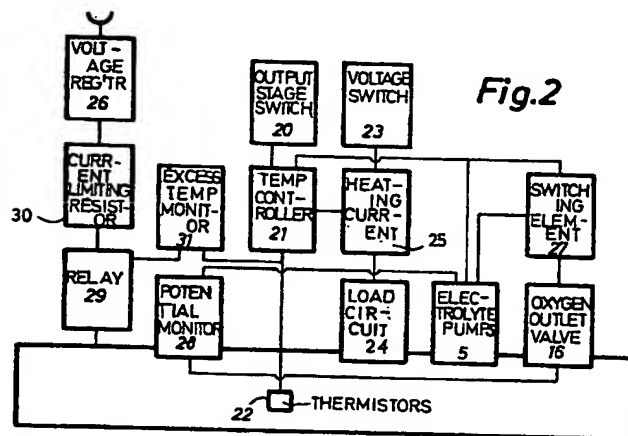 Fig.2
VOLT-
AGE
REG'TR
26
OUTPUT
STAGE
SWITCH
20
VOLTAGE
SWITCH
23
CURR-
ENT
LIMITING
RESIST-
OR
30
EXCESS
TEMP
MONIT-
OR
31
TEMP
CONT-
ROLLER
21
HEAT-
ING
CURR-
ENT
25
SWITCH-
ING
ELEM-
ENT
27
RELAY
29
POTEN-
TIAL
MONITOR
28
LOAD
CIR-
CUIT
24
ELEC-
TROLYTE
PUMPS
5
OXYGEN
OUTLET
VALVE
16
22
THERMISTORS